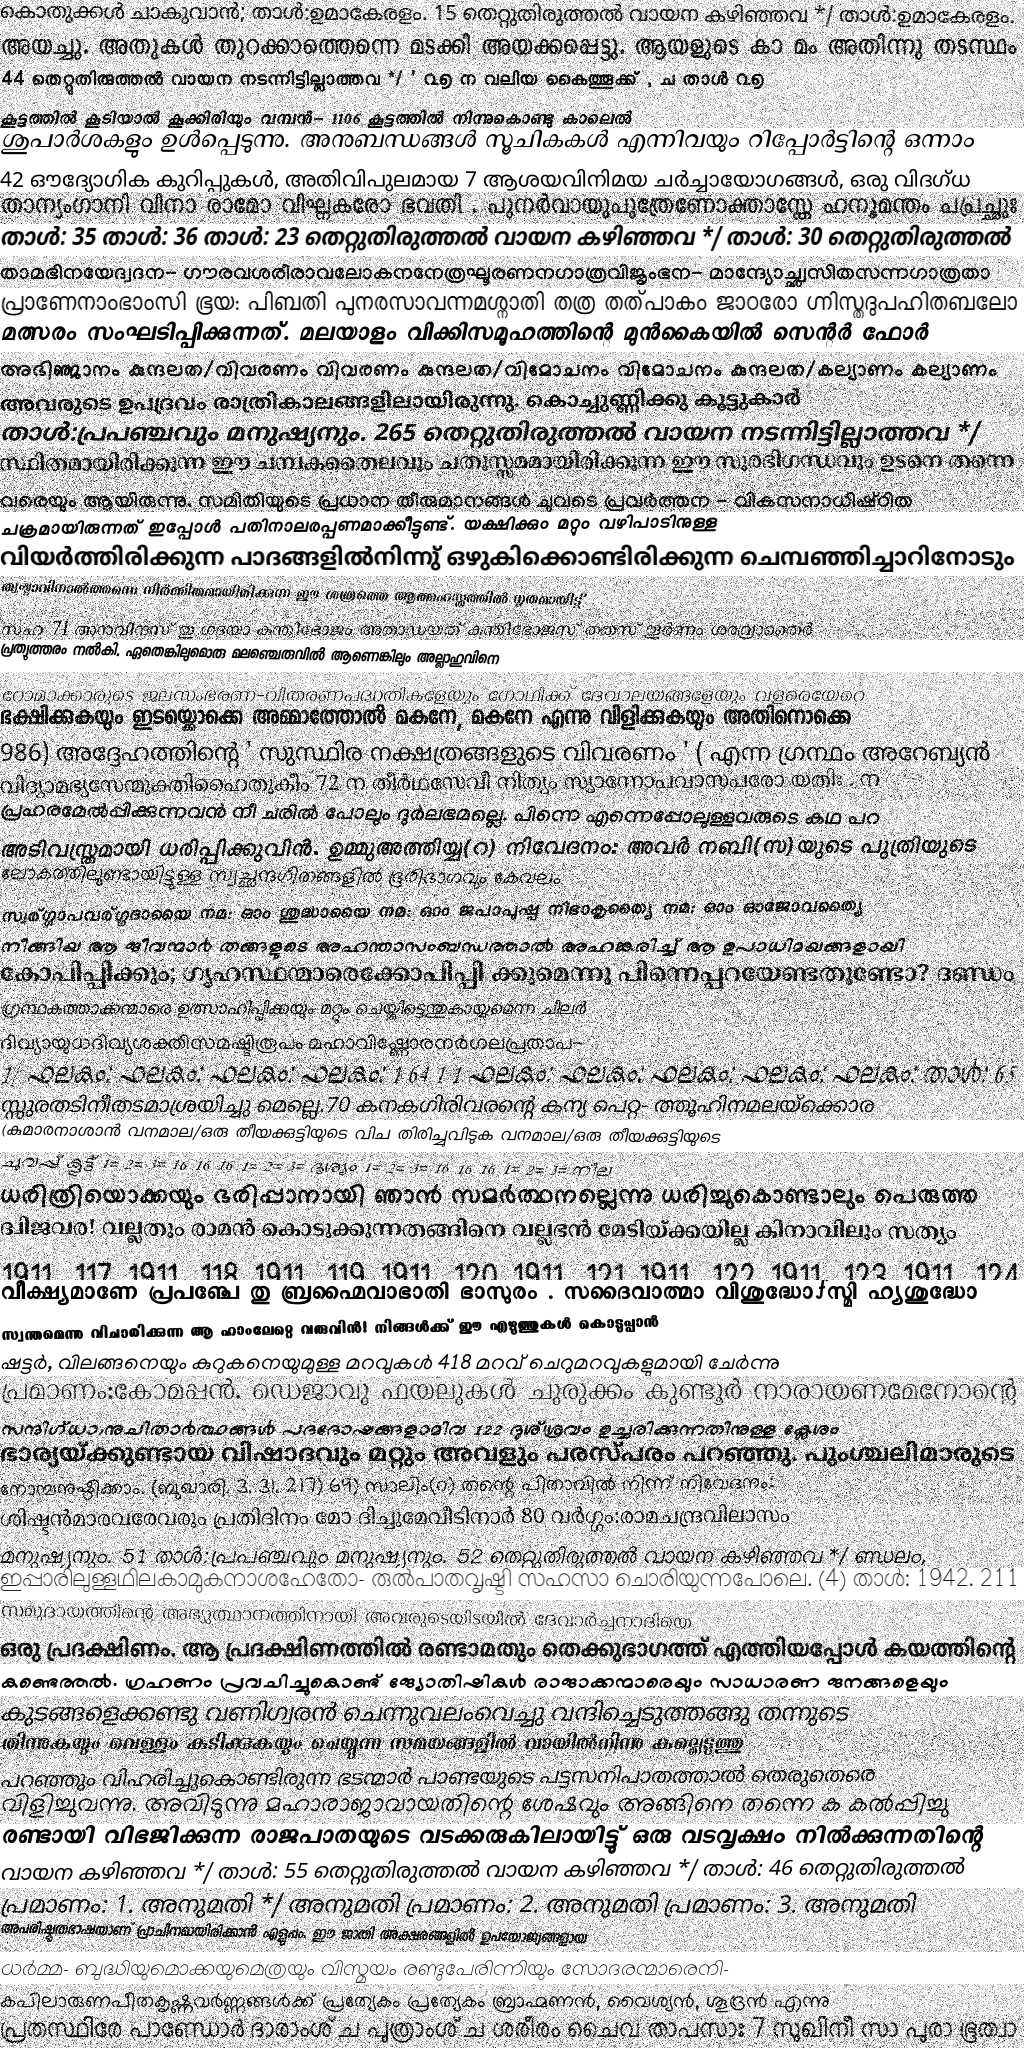 കൊതുക്കൾ ചാകുവാൻ; താൾ:ഉമാകേരളം. 15 തെറ്റുതിരുത്തൽ വായന കഴിഞ്ഞവ */ താൾ:ഉമാകേരളം.
അയച്ചു. അതുകൾ തുറക്കാത്തെന്നെ മടക്കി അയക്കപ്പെട്ടു. ആയളുടെ കാ മം അതിന്നു തടസ്ഥം
44 തെറ്റുതിരുത്തൽ വായന നടന്നിട്ടില്ലാത്തവ */ ' ൨൭ ന വലിയ കൈത്തൂക്ക് , ച താൾ ൨൭
കൂട്ടത്തിൽ കൂടിയാൽ കൂക്കിരിയും വമ്പൻ- 1106 കൂട്ടത്തിൽ നിന്നുകൊണ്ടു കാലെൽ
ശുപാർശകളും ഉൾപ്പെടുന്നു. അനുബന്ധങ്ങൾ സൂചികകൾ എന്നിവയും റിപ്പോർട്ടിന്റെ ഒന്നാം
42 ഔദ്യോഗിക കുറിപ്പുകൾ, അതിവിപുലമായ 7 ആശയവിനിമയ ചർച്ചായോഗങ്ങൾ, ഒരു വിദഗ്ധ
താന്യംഗാനി വിനാ രാമോ വിഘ്നകരോ ഭവതി . പുനർവായുപുത്രേണോക്താസ്തേ ഹനൂമന്തം പപ്രച്ഛുഃ
താൾ: 35 താൾ: 36 താൾ: 23 തെറ്റുതിരുത്തൽ വായന കഴിഞ്ഞവ */ താൾ: 30 തെറ്റുതിരുത്തൽ
താമഭിനയേദ്വദന- ഗൗരവശരീരാവലോകനനേത്രഘൂരണനഗാത്രവിജൃംഭന- മാന്ദ്യോച്ഛ്വസിതസന്നഗാത്രതാ
പ്രാണേനാംഭാംസി ഭൂയ: പിബതി പുനരസാവന്നമശ്നാതി തത്ര തത്പാകം ജാഠരോ ഗ്നിസ്തദുപഹിതബലോ
മത്സരം സംഘടിപ്പിക്കുന്നത്. മലയാളം വിക്കിസമൂഹത്തിന്റെ മുൻകൈയിൽ സെൻർ ഫോർ
അഭിഞ്ജാനം കുന്ദലത/വിവരണം വിവരണം കുന്ദലത/വിമോചനം വിമോചനം കുന്ദലത/കല്യാണം കല്യാണം
അവരുടെ ഉപദ്രവം രാത്രികാലങ്ങളിലായിരുന്നു. കൊച്ചുണ്ണിക്കു കൂട്ടുകാർ
താൾ:പ്രപഞ്ചവും മനുഷ്യനും. 265 തെറ്റുതിരുത്തൽ വായന നടന്നിട്ടില്ലാത്തവ */
സ്ഥിതമായിരിക്കുന്ന ഈ ചമ്പകതൈലവും ചതുസ്സമമായിരിക്കുന്ന ഈ സുരഭിഗന്ധവും ഉടനെ തന്നെ
വരെയും ആയിരുന്നു. സമിതിയുടെ പ്രധാന തീരുമാനങ്ങൾ ചുവടെ പ്രവർത്തന – വികസനാധിഷ്ഠിത
ചക്രമായിരുന്നത് ഇപ്പോൾ പതിനാലരപ്പണമാക്കീട്ടുണ്ട്. യക്ഷിക്കും മറ്റും വഴിപാടിനുള്ള
വിയർത്തിരിക്കുന്ന പാദങ്ങളിൽനിന്നു് ഒഴുകിക്കൊണ്ടിരിക്കുന്ന ചെമ്പഞ്ഞിച്ചാറിനോടും
നിർമ്മിതമായിരിക്കുന്ന ഈ
സഹ 71 അനുവിന്ദസ് തു ഗദയാ കുന്തിഭോജം അതാഡയത് കുന്തിഭോജസ് തതസ് തൂർണം ശരവ്രാതൈർ
പ്രത്യുത്തരം നൽകി. ഏതെങ്കിലുമൊരു മലഞ്ചെരുവിൽ ആണെങ്കിലും അല്ലാഹുവിനെ
റോമാക്കാരുടെ ജലസംഭരണ-വിതരണപദ്ധതികളേയും ഗോഥിക്ക് ദേവാലയങ്ങളേയും വളരെയേറെ
ഭക്ഷിക്കുകയും ഇടയ്ക്കൊക്കെ അമ്മാത്തോൽ മകനേ, മകനേ എന്നു വിളിക്കുകയും അതിനൊക്കെ
986) അദ്ദേഹത്തിന്റെ ' സുസ്ഥിര നക്ഷത്രങ്ങളുടെ വിവരണം ' ( എന്ന ഗ്രന്ഥം അറേബ്യൻ
വിദ്യാമഭ്യസേന്മുക്തിഹൈതുകീം 72 ന തീർഥസേവീ നിത്യം സ്യാന്നോപവാസപരോ യതിഃ . ന
പ്രഹരമേൽപ്പിക്കുന്നവൻ നീ ചരിൽ പോലും ദുർലഭമല്ലെ. പിന്നെ എന്നെപ്പോലുള്ളവരുടെ കഥ പറ
അടിവസ്ത്രമായി ധരിപ്പിക്കുവിൻ. ഉമ്മുഅത്തിയ്യ(റ) നിവേദനം: അവർ നബി(സ)യുടെ പുത്രിയുടെ
ലോകത്തിലുണ്ടായിട്ടുള്ള സ്വച്ഛന്ദഗീതങ്ങളിൽ ഭൂരിഭാഗവും കേവലം
സ്വര്ഗ്ഗാപവര്ഗ്ഗദായൈ നമ: ഓം ശുദ്ധായൈ നമ: ഓം ജപാപുഷ്പ നിഭാകൃത്യൈ നമ: ഓം ഓജോവത്യൈ
നീങ്ങിയ ആ ജീവന്മാർ തങ്ങളുടെ അഹന്താസംബന്ധത്താൽ അഹങ്കരിച്ച് ആ ഉപാധിമയങ്ങളായി
കോപിപ്പിക്കും; ഗൃഹസ്ഥന്മാരെക്കോപിപ്പി ക്കുമെന്നു പിന്നെപ്പറയേണ്ടതുണ്ടോ? ദണ്ഡം
ഗ്രന്ഥകത്താക്കന്മാരെ ഉത്സാഹിപ്പിക്കയും മറ്റും ചെയ്തിട്ടെന്തുകായ്യമെന്ന ചിലർ
ദിവ്യായുധദിവ്യശക്തിസമഷ്ടിരൂപം മഹാവിഷ്ണോരനർഗലപ്രതാപ-
1/ ഫലകം: ഫലകം: ഫലകം: ഫലകം: 1 64 1 1 ഫലകം: ഫലകം: ഫലകം: ഫലകം: ഫലകം: താൾ: 65
സ്സുരതടിനീതടമാശ്രയിച്ചു മെല്ലെ.70 കനകഗിരിവരന്റെ കന്യ പെറ്റ- ത്തൂഹിനമലയ്ക്കൊര
(കുമാരനാശാൻ വനമാല/ഒരു തീയക്കുട്ടിയുടെ വിച തിരിച്ചുവിടുക വനമാല/ഒരു തീയക്കുട്ടിയുടെ
ചുവപ്പ് കൂട്ട് 1= 2= 3= 16 16 16 1= 2= 3= ദൃശ്യം 1= 2= 3= 16 16 16 1= 2= 3= നീല
ധരിത്രിയൊക്കയും ഭരിപ്പാനായി ഞാൻ സമർത്ഥനല്ലെന്നു ധരിച്ചുകൊണ്ടാലും പെരുത്ത
ദ്വിജവര! വല്ലതും രാമൻ കൊടുക്കുന്നതങ്ങിനെ വല്ലഭൻ മേടിയ്ക്കയില്ല കിനാവിലും സത്യം
1911 117 1911 118 1911 119 1911 120 1911 121 1911 122 1911 123 1911 124
വീക്ഷ്യമാണേ പ്രപഞ്ചേ തു ബ്രഹ്മൈവാഭാതി ഭാസുരം . സദൈവാത്മാ വിശുദ്ധോഽസ്മി ഹ്യശുദ്ധോ
സ്വന്തമെന്നു വിചാരിക്കുന്ന ആ ഹാംലേറ്റെ വരുവിൻ! നിങ്ങൾക്ക് ഈ എഴുത്തുകൾ കൊടുപ്പാൻ
ഷട്ടർ, വിലങ്ങനെയും കുറുകനെയുമുള്ള മറവുകൾ 418 മറവ് ചെറുമറവുകളുമായി ചേർന്നു
പ്രമാണം:കോമപ്പൻ. ഡെജാവൂ ഫയലുകൾ ചുരുക്കം കുണ്ടൂർ നാരായണമേനോന്റെ
സന്ദിഗ്ധാനുചിതാർത്ഥങ്ങൾ പദദോഷങ്ങളാമിവ 122 ദുശ്ശ്രവം ഉച്ചരിക്കുന്നതിനുള്ള ക്ലേശം
ഭാര്യയ്ക്കുണ്ടായ വിഷാദവും മറ്റും അവളും പരസ്പരം പറഞ്ഞു. പുംശ്ചലിമാരുടെ
നോമ്പനുഷ്ഠിക്കാം. (ബുഖാരി. 3. 31. 217) 69) സാലിം(റ) തന്റെ പിതാവിൽ നിന്ന് നിവേദനം:
ശിഷ്ടൻമാരവരേവരും പ്രതിദിനം മോ ദിച്ചുമേവീടിനാർ 80 വർഗ്ഗം:രാമചന്ദ്രവിലാസം
മനുഷ്യനും. 51 താൾ:പ്രപഞ്ചവും മനുഷ്യനും. 52 തെറ്റുതിരുത്തൽ വായന കഴിഞ്ഞവ */ ണ്ഡലം,
ഇപ്പാരിലുള്ളഥിലകാമുകനാശഹേതോ- രുൽപാതവൃഷ്ടി സഹസാ ചൊരിയുന്നപോലെ. (4) താൾ: 1942. 211
സമുദായത്തിന്റെ അഭ്യുത്ഥാനത്തിനായി അവരുടെയിടയിൽ ദേവാർച്ചനാദിയെ
ഒരു പ്രദക്ഷിണം. ആ പ്രദക്ഷിണത്തിൽ രണ്ടാമതും തെക്കുഭാഗത്ത് എത്തിയപ്പോൾ കയത്തിന്റെ
കണ്ടെത്തൽ. ഗ്രഹണം പ്രവചിച്ചുകൊണ്ട് ജ്യോതിഷികൾ രാജാക്കന്മാരെയും സാധാരണ ജനങ്ങളെയും
കുടങ്ങളെക്കണ്ടു വണിഗ്വരൻ ചെന്നുവലംവെച്ചു വന്ദിച്ചെടുത്തങ്ങു തന്നുടെ
തിന്നുകയും വെള്ളം കുടിക്കുകയും ചെയ്യുന്ന സമയങ്ങളിൽ വായിൽനിന്നു കല്ലെടുത്തു
പറഞ്ഞും വിഹരിച്ചുകൊണ്ടിരുന്ന ഭടന്മാർ പാണ്ടയുടെ പട്ടസനിപാതത്താൽ തെരുതെരെ
വിളിച്ചുവന്നു. അവിടുന്നു മഹാരാജാവായതിന്റെ ശേഷവും അങ്ങിനെ തന്നെ ക കൽപ്പിച്ചു
രണ്ടായി വിഭജിക്കുന്ന രാജപാതയുടെ വടക്കരുകിലായിട്ടു് ഒരു വടവൃക്ഷം നിൽക്കുന്നതിന്റെ
വായന കഴിഞ്ഞവ */ താൾ: 55 തെറ്റുതിരുത്തൽ വായന കഴിഞ്ഞവ */ താൾ: 46 തെറ്റുതിരുത്തൽ
പ്രമാണം: 1. അനുമതി */ അനുമതി പ്രമാണം: 2. അനുമതി പ്രമാണം: 3. അനുമതി
അപരിഷ്കൃതഭാഷയാണ് പ്രാചീനമായിരിക്കാൻ എളുപ്പം. ഈ ജാതി അക്ഷരങ്ങളിൽ ഉപയോജ്യങ്ങളായ
ധർമ്മ- ബുദ്ധിയുമൊക്കയുമെത്രയും വിസ്മയം രണ്ടുപേരിന്നിയും സോദരന്മാരെനി-
കപിലാരുണപീതകൃഷ്ണവർണ്ണങ്ങൾക്ക് പ്രത്യേകം പ്രത്യേകം ബ്രാഹ്മണൻ, വൈശ്യൻ, ശൂദ്രൻ എന്നു
പ്രതസ്ഥിരേ പാണ്ഡോർ ദാരാംശ് ച പുത്രാംശ് ച ശരീരം ചൈവ താപസാഃ 7 സുഖിനീ സാ പുരാ ഭൂത്വാ